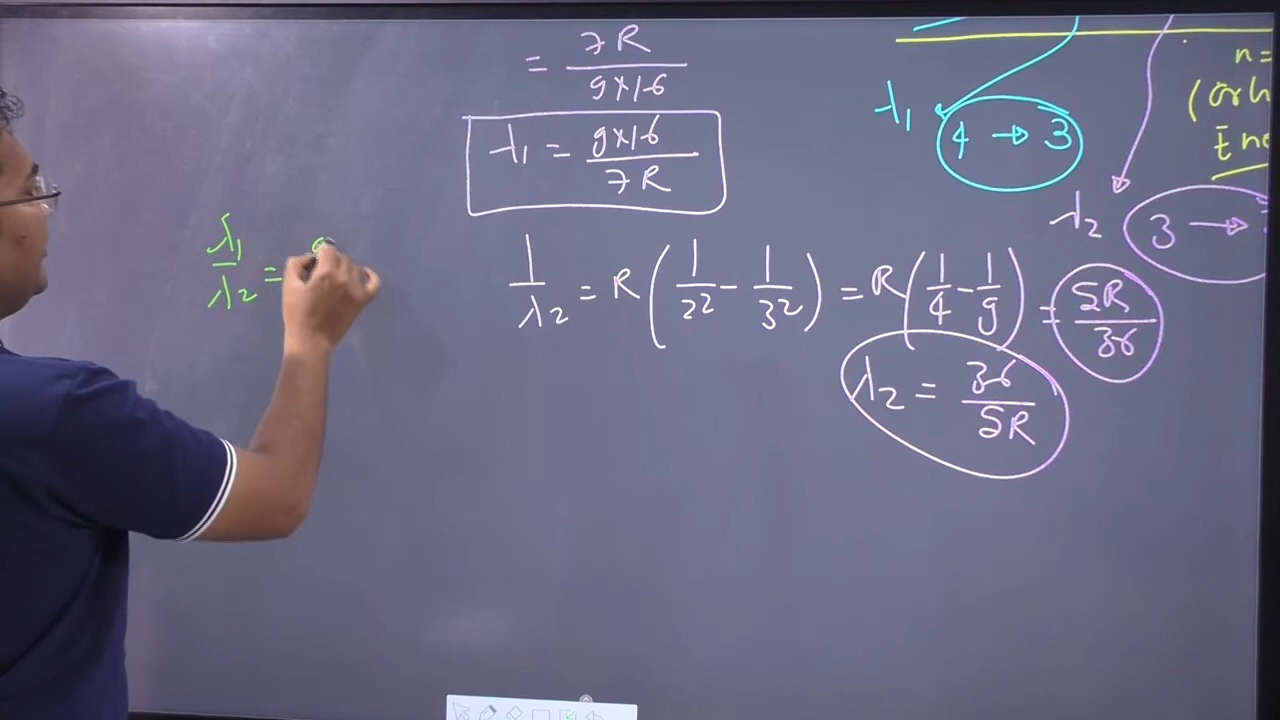 = 7R / 9×16
λ₁ = 9×16 / 7R
λ₁ 4 → 3
n=
(orb
Ene
λ₂ 3 →
λ₁ / λ₂ =
1/λ₂ = R(1/2² - 1/3²) = R(1/4 - 1/9) = 5R/36
λ₂ = 36/5R